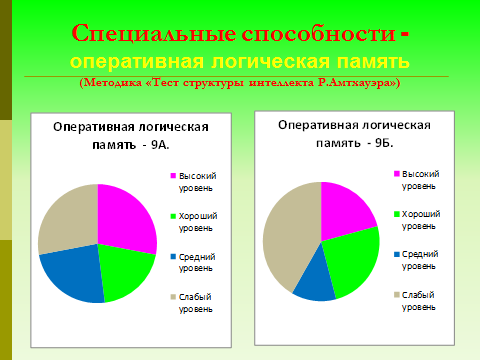 Специальные способности -
оперативная логическая память
(Методика «Тест структуры интеллекта Р.Амтхауэра»)
Оперативная логическая
память - 9А.
Высокий
уровень
Хороший
уровень
Средний
уровень
Слабый
уровень
Оперативная логическая
память - 9Б.
Высокий
уровень
Хороший
уровень
Средний
уровень
Слабый
уровень